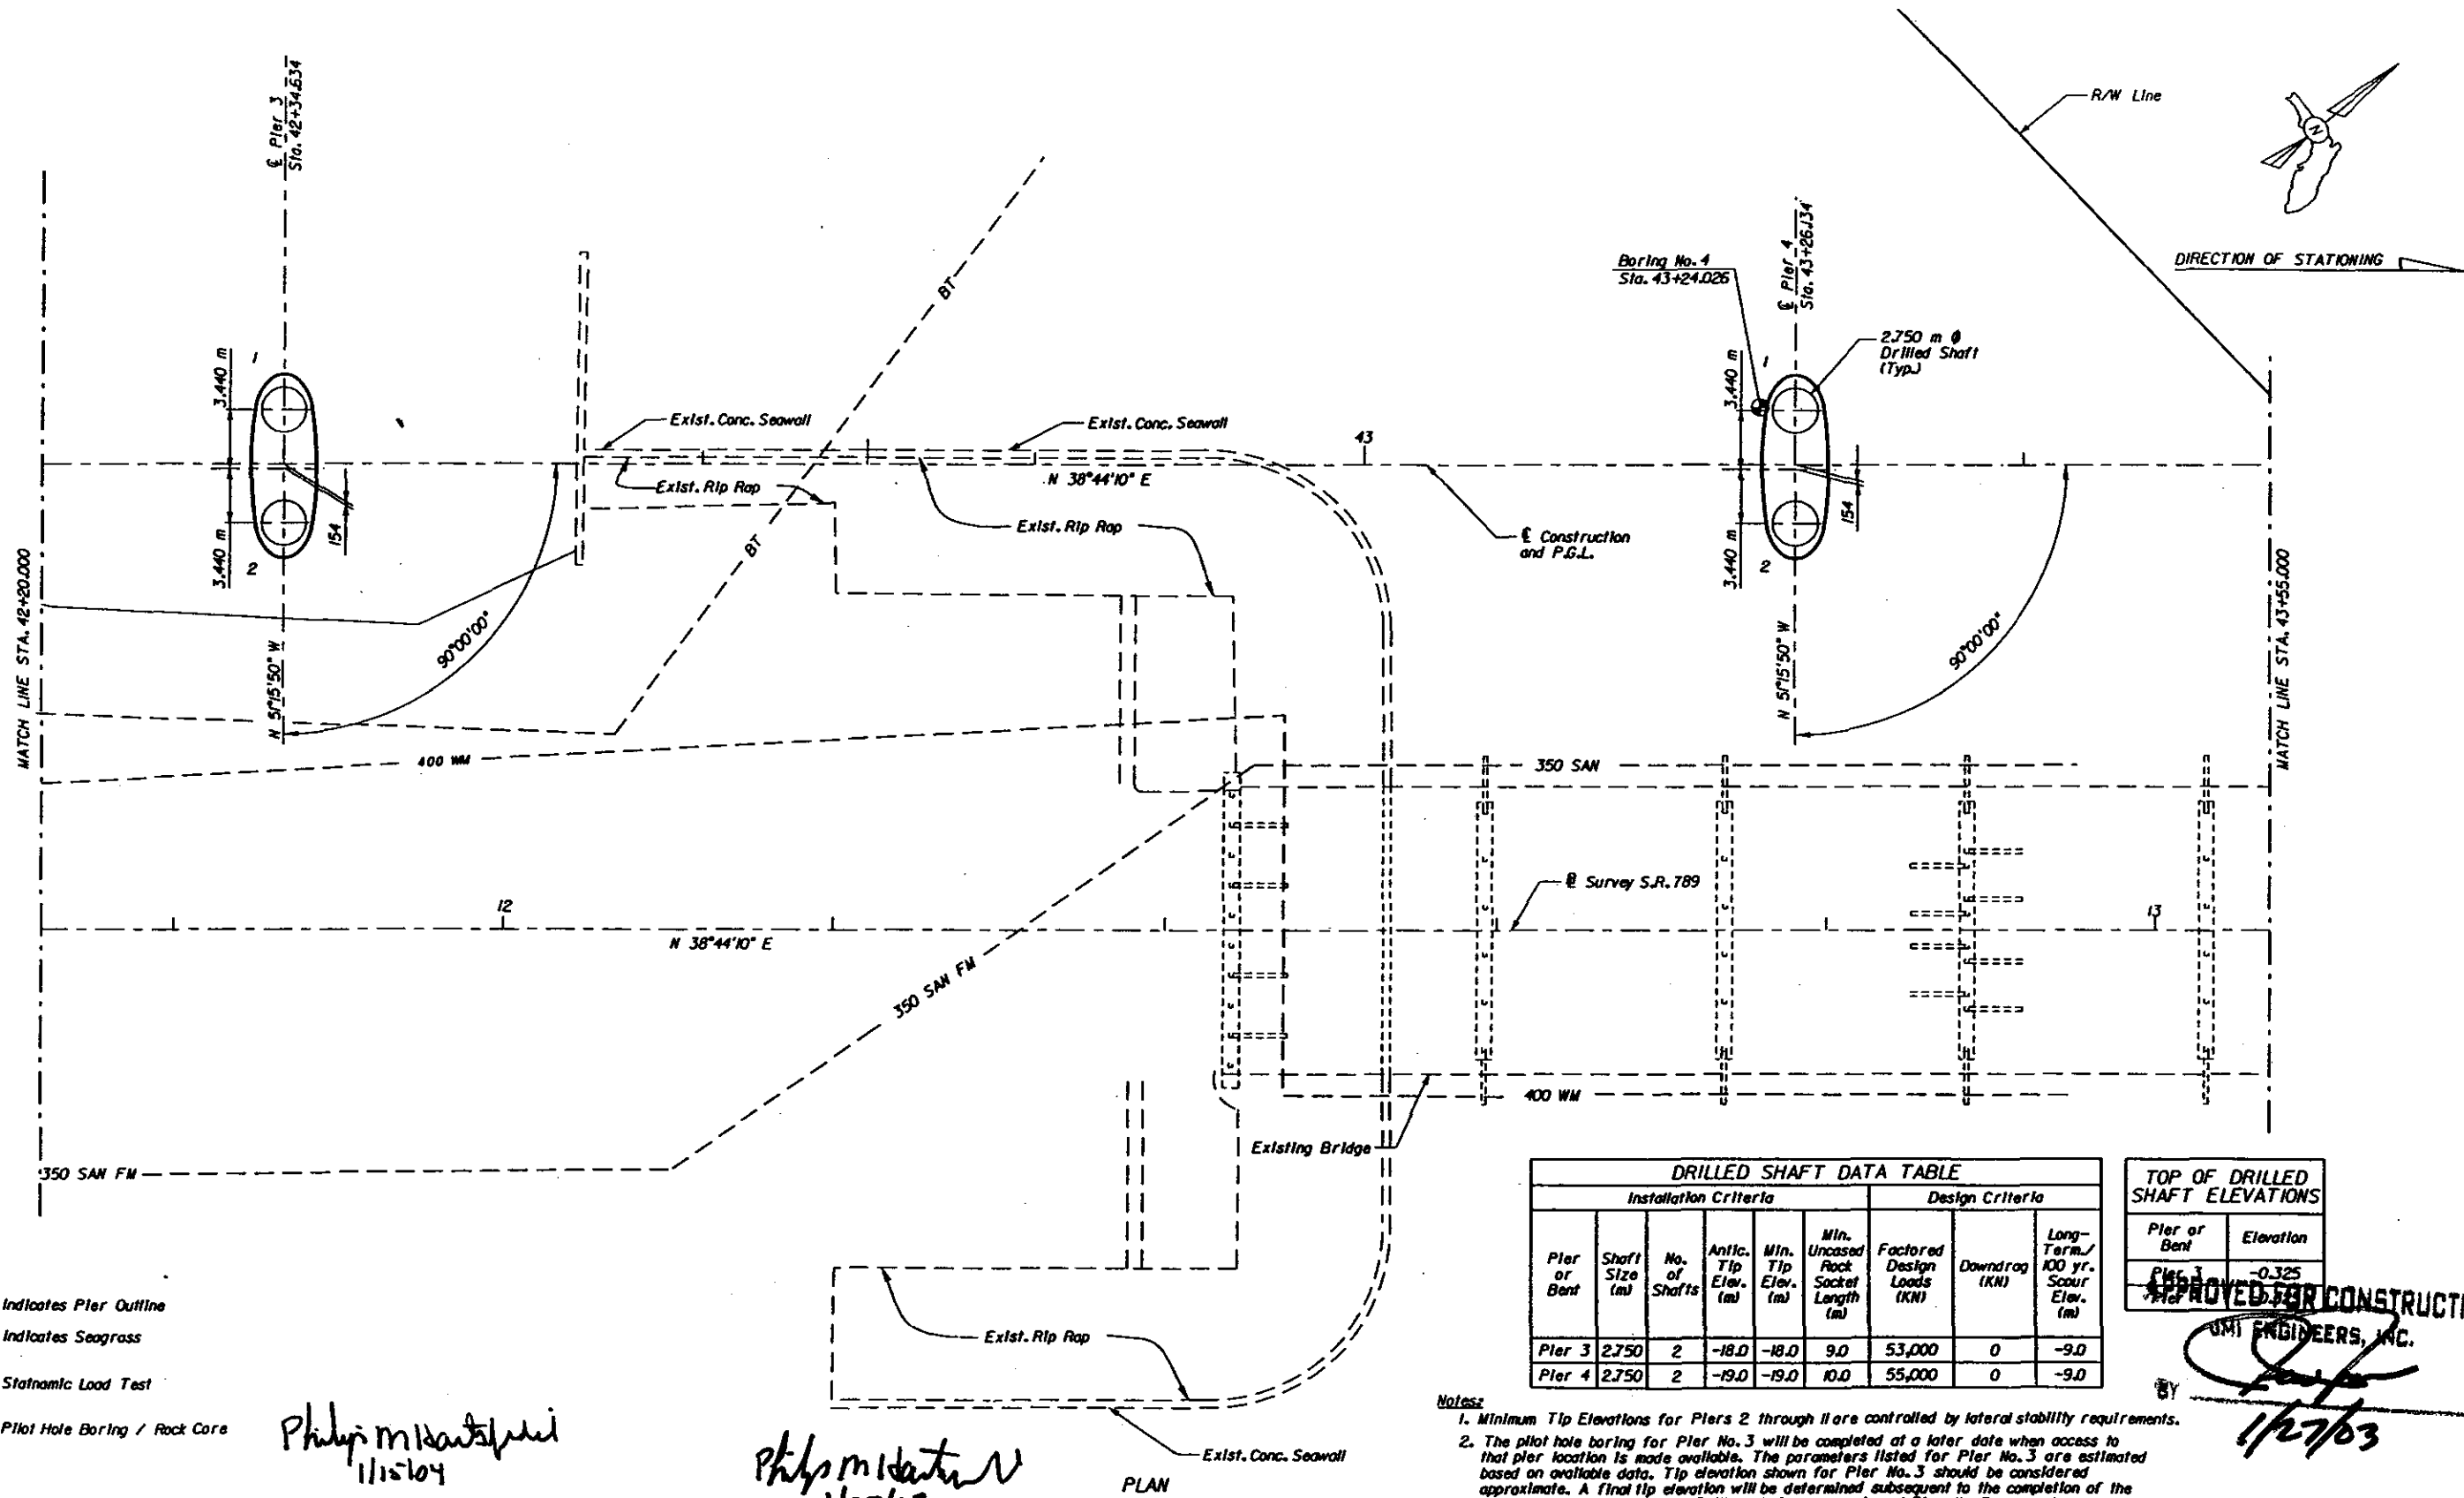 ℄ Pier 3
Sta. 42+34.634
R/W Line
N
DIRECTION OF STATIONING
Boring No. 4
Sta. 43+24.026
℄ Pier 4
Sta. 43+26.134
2.750 m Ø
Drilled Shaft
(Typ.)
3.440 m
1
3.440 m
2
154
3.440 m
1
3.440 m
2
154
BT
BT
Exist. Conc. Seawall
Exist. Conc. Seawall
43
N 38°44'10" E
Exist. Rip Rap
Exist. Rip Rap
℄ Construction
and P.G.L.
MATCH LINE STA. 42+20.000
90°00'00"
N 51°15'50" W
N 51°15'50" W
90°00'00"
MATCH LINE STA. 43+55.000
400 WM
350 SAN
12
N 38°44'10" E
Survey S.R. 789
13
350 SAN FM
400 WM
Existing Bridge
350 SAN FM
Exist. Rip Rap
Exist. Conc. Seawall
PLAN
Indicates Pier Outline
Indicates Seagrass
Statnamic Load Test
Pilot Hole Boring / Rock Core
Philip M Hartsfield
1/15/04
DRILLED SHAFT DATA TABLE
Installation Criteria Design Criteria
Pier or Bent Shaft Size (m) No. of Shafts Antic. Tip Elev. (m) Min. Tip Elev. (m) Min. Uncased Rock Socket Length (m) Factored Design Loads (KN) Downdrag (KN) Long-Term/ 100 yr. Scour Elev. (m)
Pier 3 2.750 2 -18.0 -18.0 9.0 53,000 0 -9.0
Pier 4 2.750 2 -19.0 -19.0 10.0 55,000 0 -9.0
TOP OF DRILLED
SHAFT ELEVATIONS
Pier or Bent Elevation
Pier 3 -0.325
Pier
APPROVED FOR CONSTRUCTI
ENGINEERS, INC.
BY
1/27/03
Notes:
1. Minimum Tip Elevations for Piers 2 through 11 are controlled by lateral stability requirements.
2. The pilot hole boring for Pier No. 3 will be completed at a later date when access to
that pier location is made available. The parameters listed for Pier No. 3 are estimated
based on available data. Tip elevation shown for Pier No. 3 should be considered
approximate. A final tip elevation will be determined subsequent to the completion of the